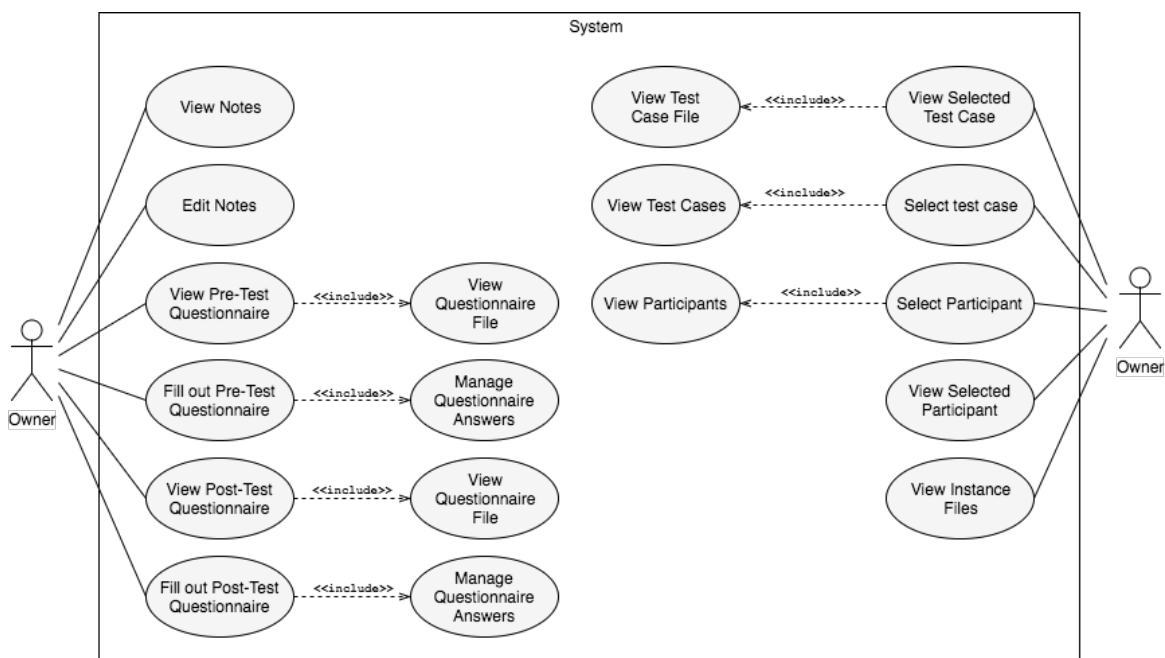 System
View Notes
Edit Notes
View Pre-Test
Questionnaire
<<include>>
View
Questionnaire
File
Fill out Pre-Test
Questionnaire
<<include>>
Manage
Questionnaire
Answers
View Post-Test
Questionnaire
<<include>>
View
Questionnaire
File
Fill out Post-Test
Questionnaire
<<include>>
Manage
Questionnaire
Answers
Owner
View Test
Case File
<<include>>
View Selected
Test Case
View Test Cases
<<include>>
Select test case
View Participants
<<include>>
Select Participant
View Selected
Participant
View Instance
Files
Owner